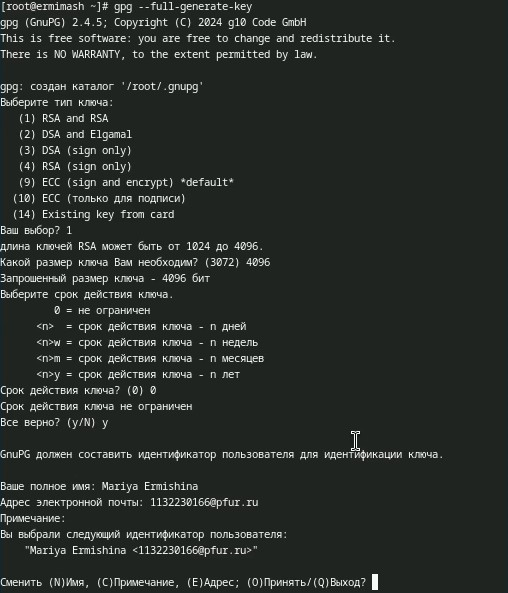 [root@ermimash ~]# gpg --full-generate-key
gpg (GnuPG) 2.4.5; Copyright (C) 2024 g10 Code GmbH
This is free software: you are free to change and redistribute it.
There is NO WARRANTY, to the extent permitted by law.
gpg: создан каталог '/root/.gnupg'
Выберите тип ключа:
   (1) RSA and RSA
   (2) DSA and Elgamal
   (3) DSA (sign only)
   (4) RSA (sign only)
   (9) ECC (sign and encrypt) *default*
  (10) ECC (только для подписи)
  (14) Existing key from card
Ваш выбор? 1
длина ключей RSA может быть от 1024 до 4096.
Какой размер ключа Вам необходим? (3072) 4096
Запрошенный размер ключа - 4096 бит
Выберите срок действия ключа.
         0 = не ограничен
      <n>  = срок действия ключа - n дней
      <n>w = срок действия ключа - n недель
      <n>m = срок действия ключа - n месяцев
      <n>y = срок действия ключа - n лет
Срок действия ключа? (0) 0
Срок действия ключа не ограничен
Все верно? (y/N) y
GnuPG должен составить идентификатор пользователя для идентификации ключа.
Ваше полное имя: Mariya Ermishina
Адрес электронной почты: 1132230166@pfur.ru
Примечание:
Вы выбрали следующий идентификатор пользователя:
    "Mariya Ermishina <1132230166@pfur.ru>"
Сменить (N)Имя, (C)Примечание, (E)Адрес; (O)Принять/(Q)Выход?